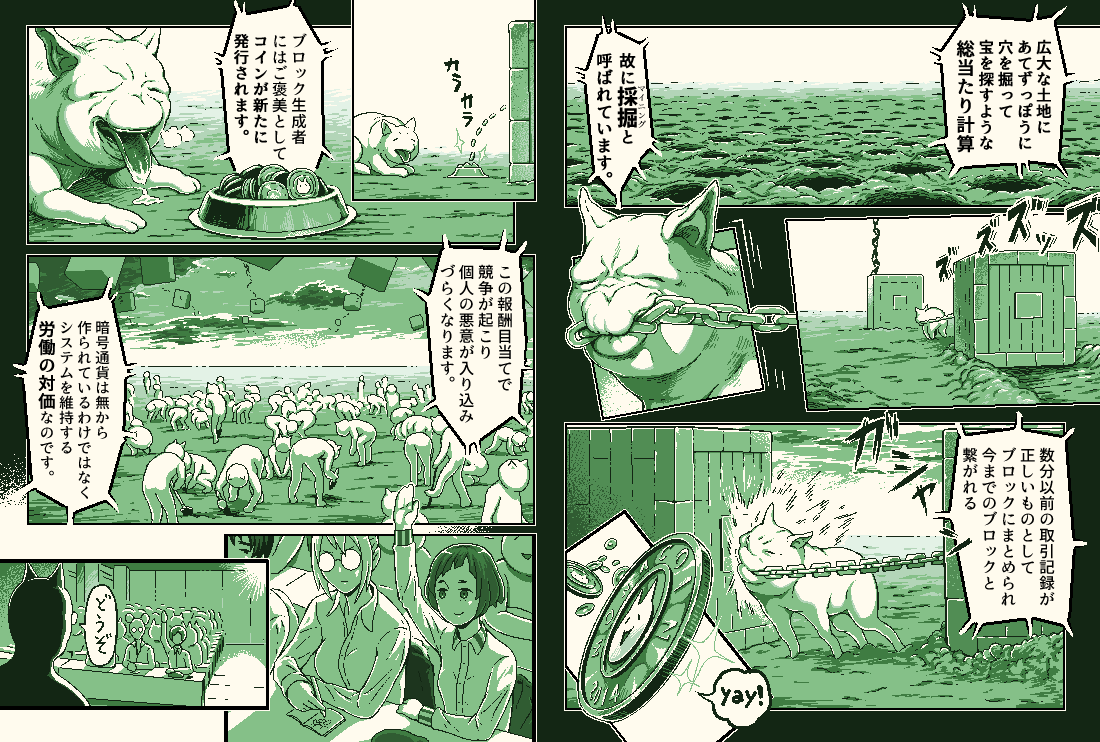 広大な土地に
あてずっぽうに
穴を掘って
宝を探すような
総当たり計算
故に採掘と
マイニング
呼ばれています。
ズズズッズ
ガシャ
数分以前の取引記録が
正しいものとして
ブロックにまとめられ
今までのブロックと
繋がれる
yay!
カラカラ
ブロック生成者
にはご褒美として
コインが新たに
発行されます。
この報酬目当てで
競争が起こり
個人の悪意が入り込み
づらくなります。
暗号通貨は無から
作られているわけではなく
システムを維持する
労働の対価なのです。
どうぞ